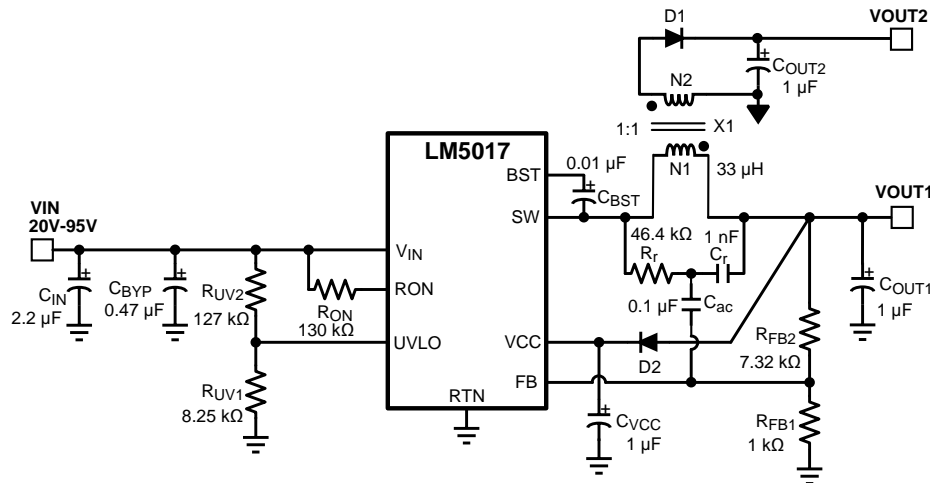 D1
VOUT2
+
COUT2
1 µF
N2
1:1
X1
LM5017
0.01 µF
N1
33 µH
BST
+
CBST
VOUT1
VIN
20V-95V
SW
46.4 kΩ
1 nF
Rr
Cr
VIN
+
CIN
2.2 µF
+
CBYP
0.47 µF
RUV2
127 kΩ
RON
RON
130 kΩ
0.1 µF
Cac
+
COUT1
1 µF
UVLO
VCC
D2
RFB2
7.32 kΩ
FB
RUV1
8.25 kΩ
RTN
+
CVCC
1 µF
RFB1
1 kΩ